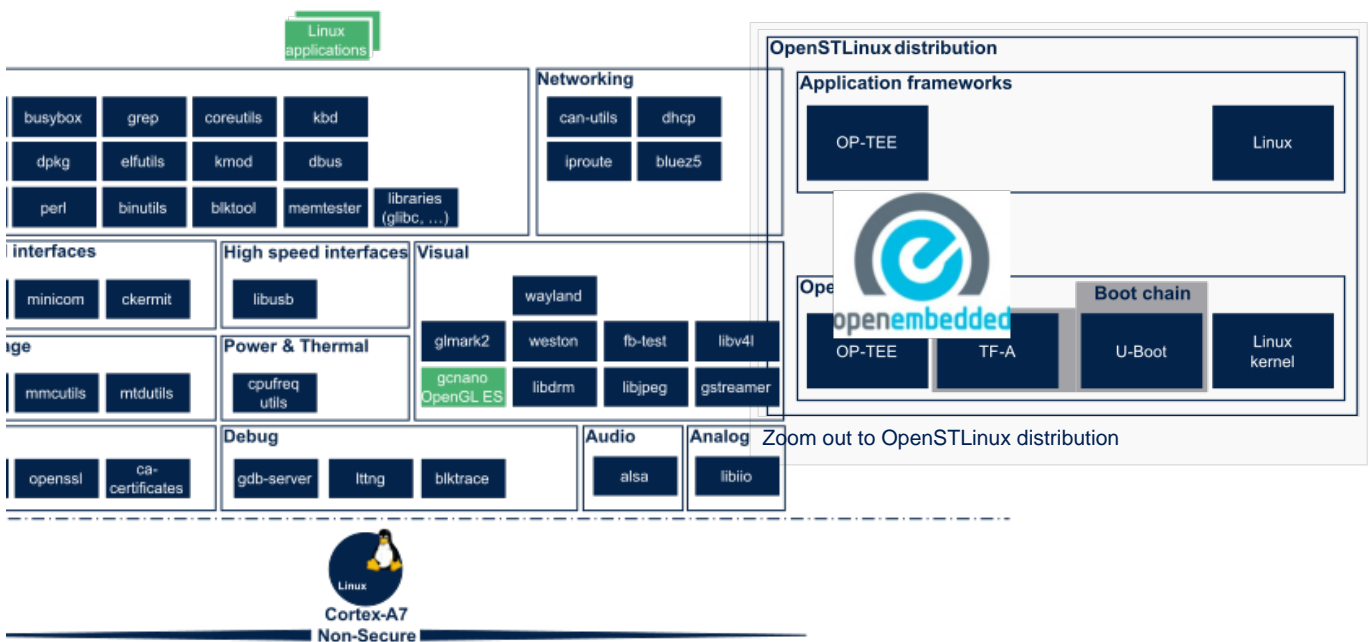 Linux
applications
busybox
grep
coreutils
kbd
dpkg
elfutils
kmod
dbus
perl
binutils
blktool
memtester
libraries
(glibc, ...)
Networking
can-utils
dhcp
iproute
bluez5
interfaces
minicom
ckermit
High speed interfaces
libusb
Visual
wayland
glmark2
weston
fb-test
libv4l
gcnano
OpenGL ES
libdrm
libjpeg
gstreamer
age
mmcutils
mtdutils
Power & Thermal
cpufreq
utils
openssl
ca-
certificates
Debug
gdb-server
lttng
blktrace
Audio
alsa
Analog
libiio
Linux
Cortex-A7
Non-Secure
OpenSTLinux distribution
Application frameworks
OP-TEE
Linux
openembedded
Ope
Boot chain
OP-TEE
TF-A
U-Boot
Linux
kernel
Zoom out to OpenSTLinux distribution